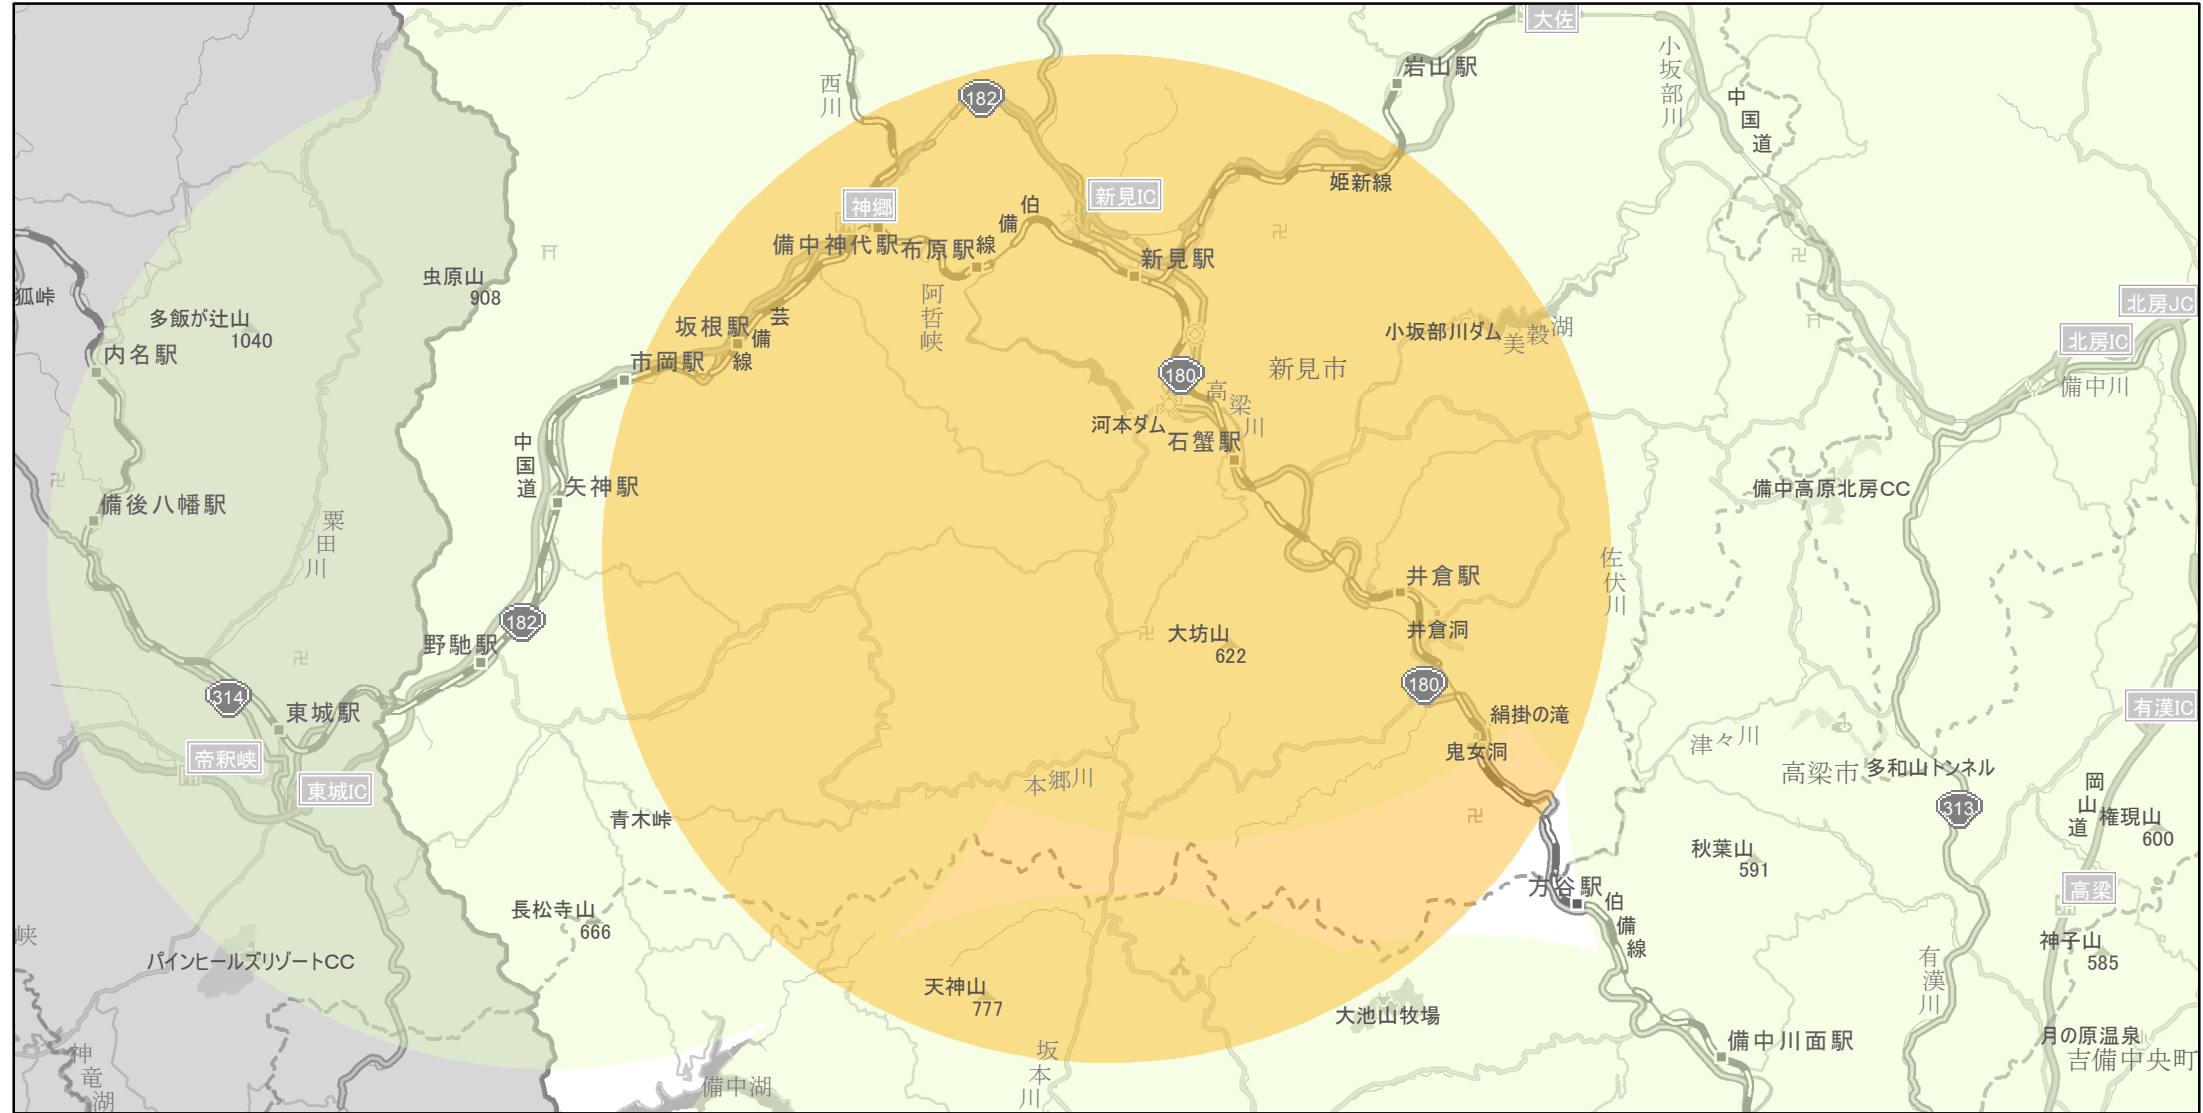 大佐
岩山駅
小坂部川
西川
182
中国道
姫新線
新見IC
神郷
伯備線
備中神代駅
布原駅
新見駅
虫原山
908
狐峠
阿哲峡
北房JC
多飯が辻山
1040
坂根駅
芸備線
小坂部川ダム
美穀湖
北房IC
内名駅
市岡駅
180
新見市
備中川
高梁川
河本ダム
石蟹駅
中国道
矢神駅
備中高原北房CC
備後八幡駅
粟田川
佐伏川
井倉駅
182
井倉洞
大坊山
622
野馳駅
314
180
東城駅
絹掛の滝
有漢IC
帝釈峡
鬼女洞
津々川
東城IC
本郷川
高梁市
多和山トンネル
岡山道
313
青木峠
権現山
600
秋葉山
591
方谷駅
高梁
長松寺山
666
伯備線
峡
神子山
585
パインヒールズリゾートCC
有漢川
天神山
777
大池山牧場
備中川面駅
月の原温泉
神竜湖
坂本川
吉備中央町
備中湖